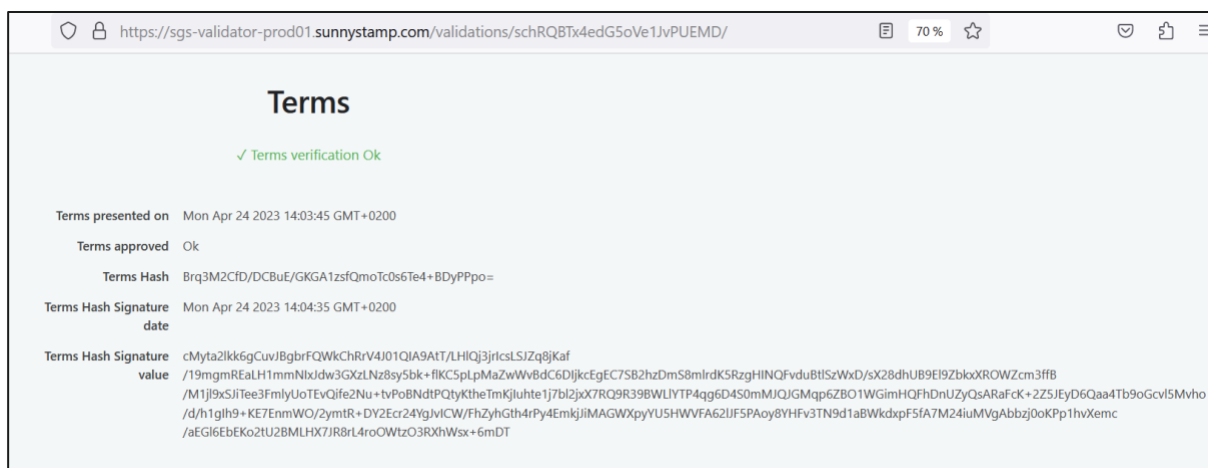 https://sgs-validator-prod01.sunnystamp.com/validations/schRQBTx4edG5oVe1JvPUEMD/
70 %
Terms
✓ Terms verification Ok
Terms presented on Mon Apr 24 2023 14:03:45 GMT+0200
Terms approved Ok
Terms Hash Brq3M2CfD/DCBuE/GKGA1zsfQmoTc0s6Te4+BDyPPpo=
Terms Hash Signature date Mon Apr 24 2023 14:04:35 GMT+0200
Terms Hash Signature value cMyta2lkk6gCuvJBgbrFQWkChRrV4J01QIA9AtT/LHlQj3jrIcsLSJZq8jKaf
/19mgmREaLH1mmNIxJdw3GXzLNz8sy5bk+flKC5pLpMaZwWvBdC6DIjkcEgEC7SB2hzDmS8mlrdK5RzgHINQFvduBtlSzWxD/sX28dhUB9El9ZbkxXROWZcm3ffB
/M1jl9xSJiTee3FmlyUoTEvQife2Nu+tvPoBNdtPQtyKtheTmKjIuhte1j7bl2jxX7RQ9R39BWLlYTP4qg6D4S0mMJQJGMqp6ZBO1WGimHQFhDnUZyQsARaFcK+2Z5JEyD6Qaa4Tb9oGcvl5Mvho
/d/h1glh9+KE7EnmWO/2ymtR+DY2Ecr24YgJvICW/FhZyhGth4rPy4EmkjJiMAGWXpyYU5HWVFA62lJF5PAoy8YHFv3TN9d1aBWkdxpF5fA7M24iuMVgAbbzj0oKPp1hvXemc
/aEGl6EbEKo2tU2BMLHX7JR8rL4roOWtzO3RXhWsx+6mDT